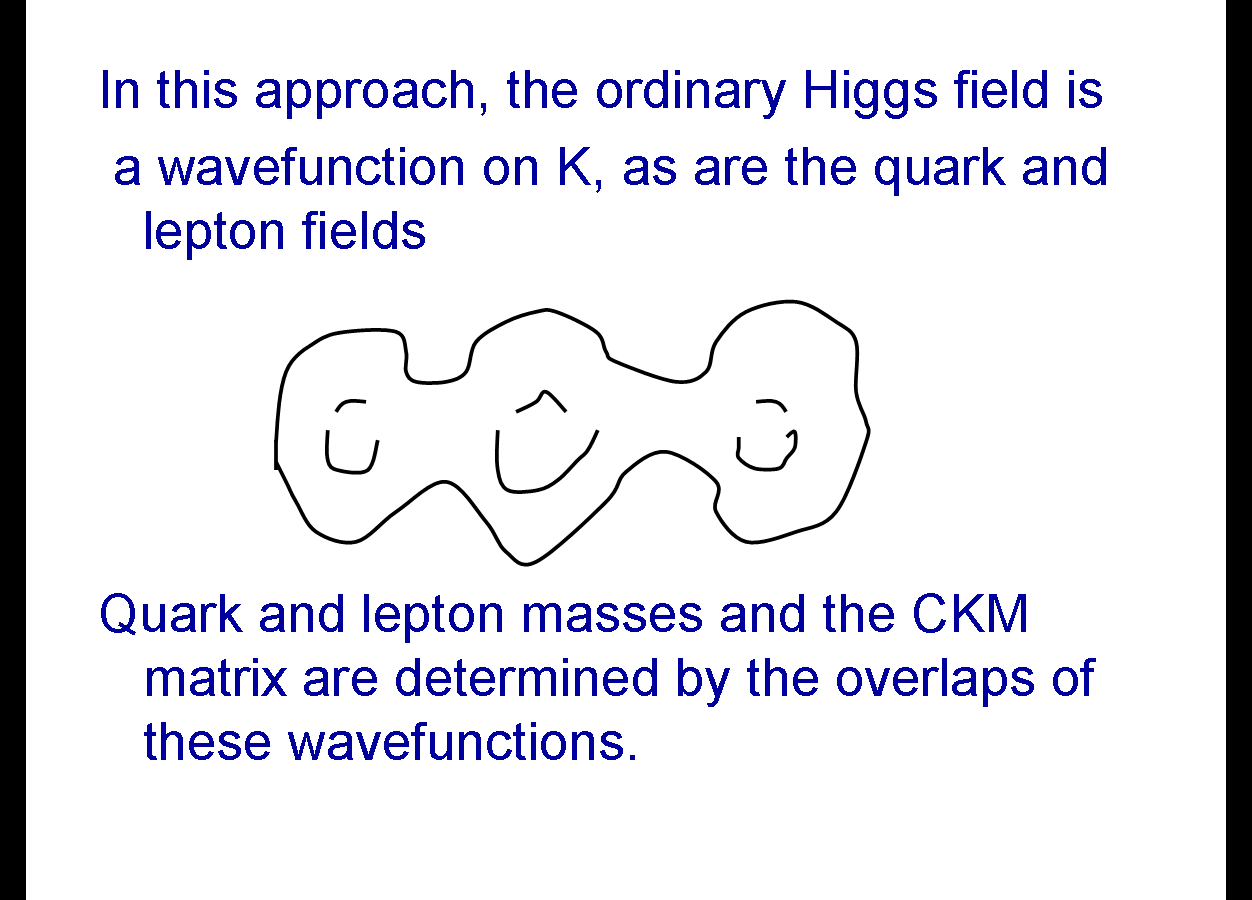 In this approach, the ordinary Higgs field is
a wavefunction on K, as are the quark and
lepton fields
Quark and lepton masses and the CKM
matrix are determined by the overlaps of
these wavefunctions.